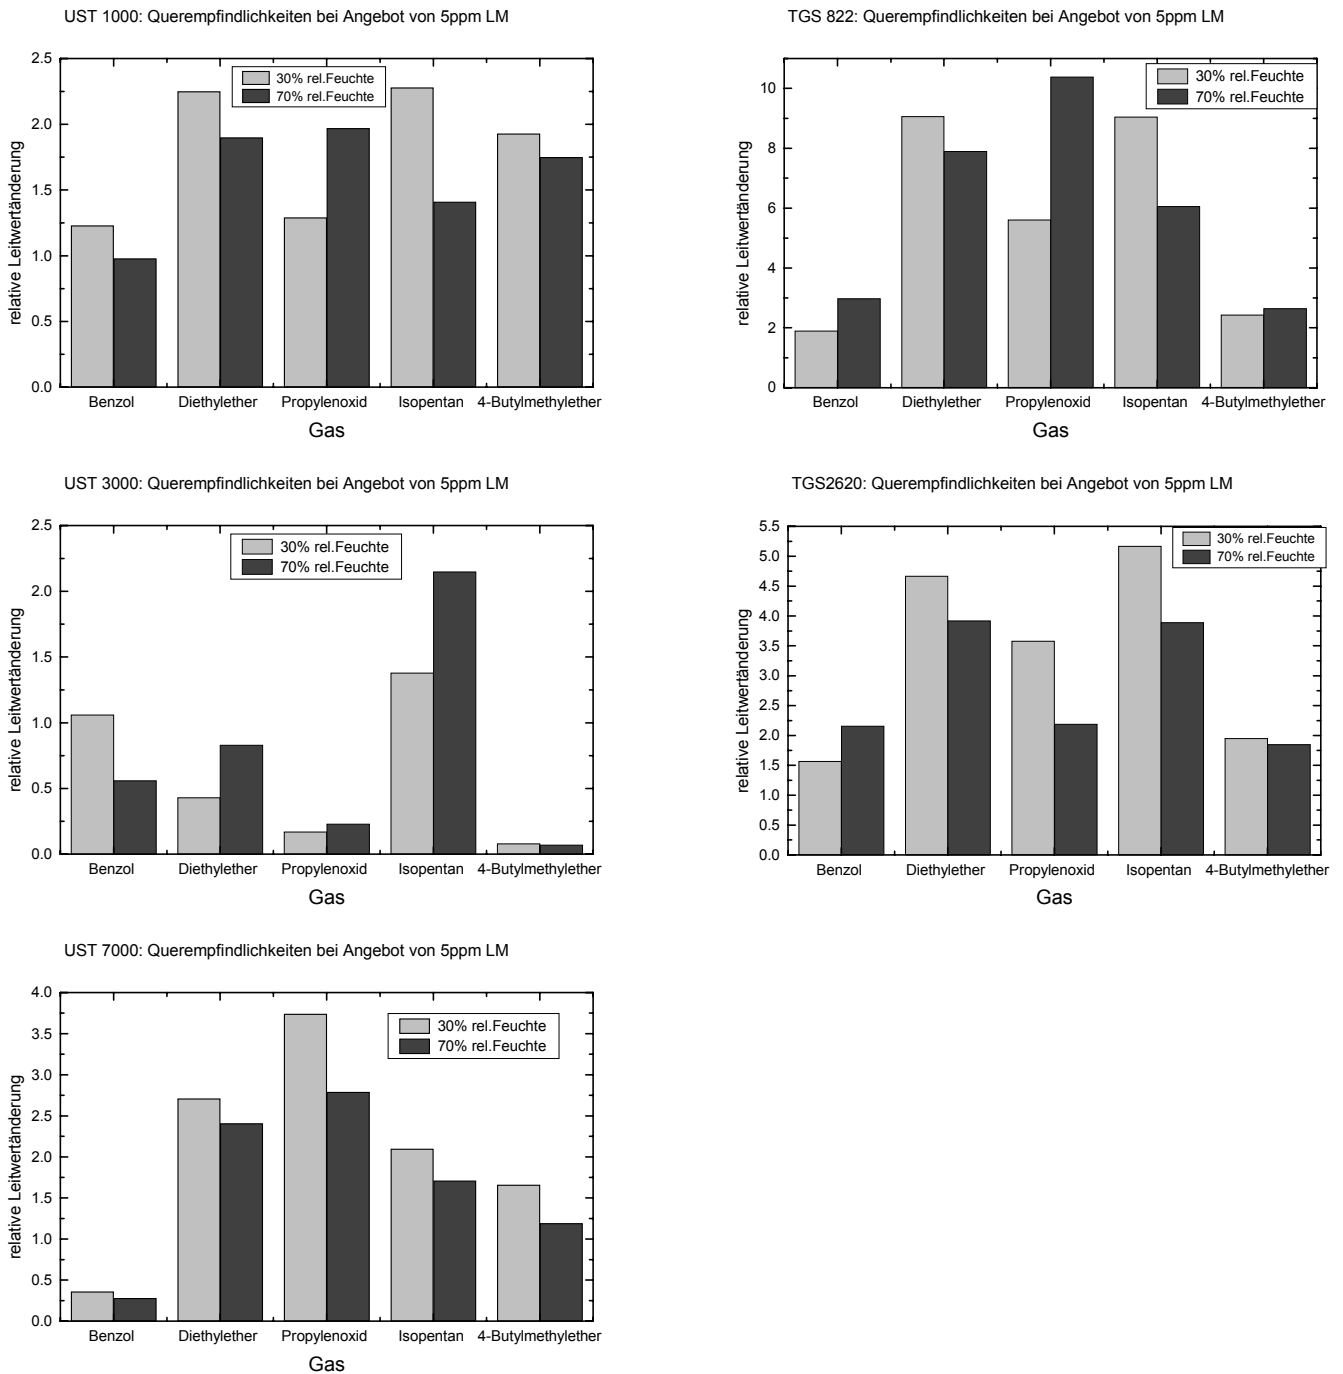 UST 1000: Querempfindlichkeiten bei Angebot von 5ppm LM
2.5
2.0
1.5
1.0
0.5
0.0
relative Leitwertänderung
30% rel.Feuchte
70% rel.Feuchte
Benzol Diethylether Propylenoxid Isopentan 4-Butylmethylether
Gas
TGS 822: Querempfindlichkeiten bei Angebot von 5ppm LM
10
8
6
4
2
0
relative Leitwertänderung
30% rel.Feuchte
70% rel.Feuchte
Benzol Diethylether Propylenoxid Isopentan 4-Butylmethylether
Gas
UST 3000: Querempfindlichkeiten bei Angebot von 5ppm LM
2.5
2.0
1.5
1.0
0.5
0.0
relative Leitwertänderung
30% rel.Feuchte
70% rel.Feuchte
Benzol Diethylether Propylenoxid Isopentan 4-Butylmethylether
Gas
TGS2620: Querempfindlichkeiten bei Angebot von 5ppm LM
5.5
5.0
4.5
4.0
3.5
3.0
2.5
2.0
1.5
1.0
0.5
0.0
relative Leitwertänderung
30% rel.Feuchte
70% rel.Feuchte
Benzol Diethylether Propylenoxid Isopentan 4-Butylmethylether
Gas
UST 7000: Querempfindlichkeiten bei Angebot von 5ppm LM
4.0
3.5
3.0
2.5
2.0
1.5
1.0
0.5
0.0
relative Leitwertänderung
30% rel.Feuchte
70% rel.Feuchte
Benzol Diethylether Propylenoxid Isopentan 4-Butylmethylether
Gas